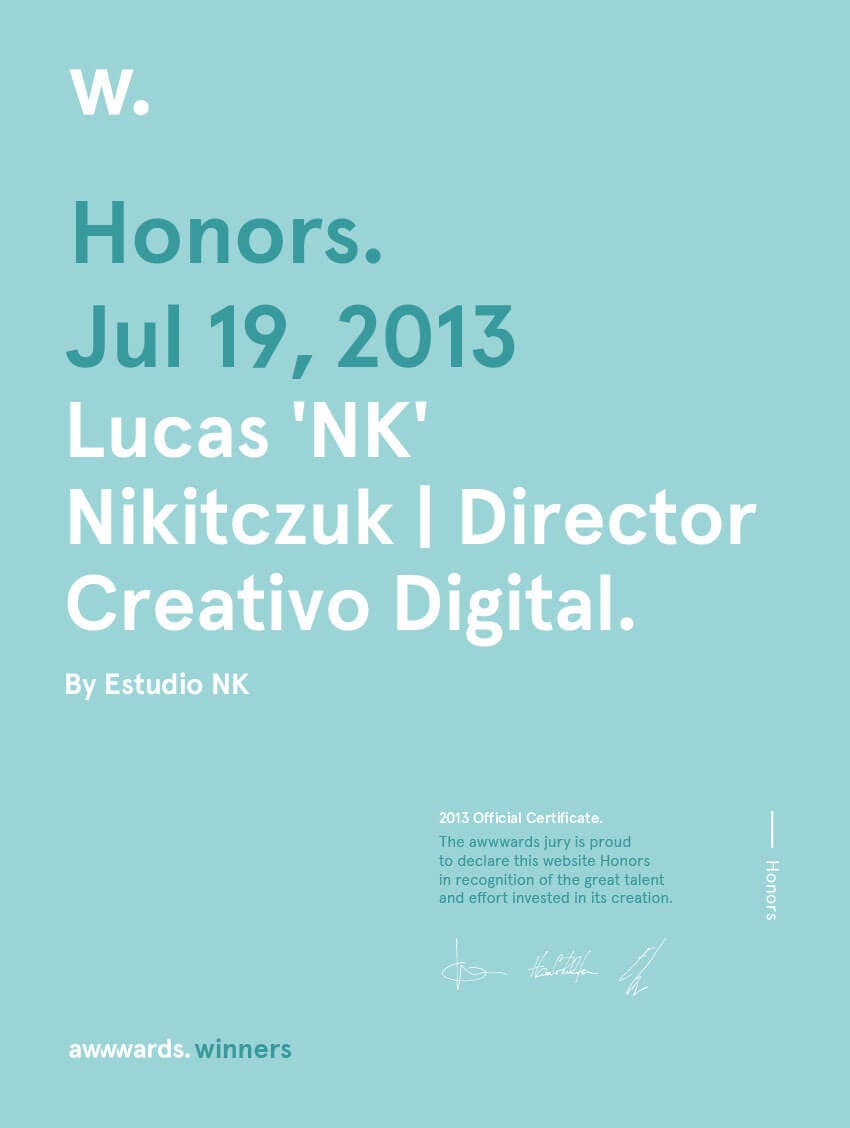 w.
Honors.
Jul 19, 2013
Lucas 'NK'
Nikitczuk | Director
Creativo Digital.
By Estudio NK
2013 Official Certificate.
The awwwards jury is proud
to declare this website Honors
in recognition of the great talent
and effort invested in its creation.
Honors
awwwards. winners